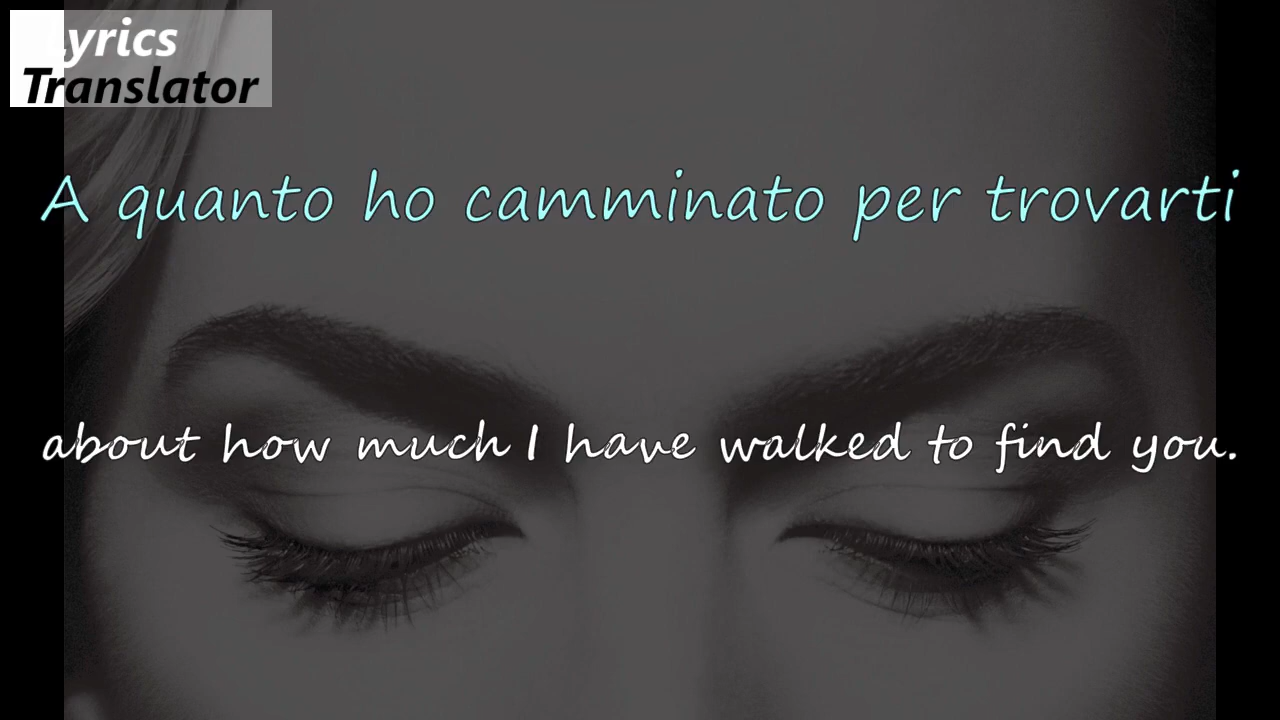 Lyrics
Translator
A quanto ho camminato per trovarti
about how much I have walked to find you.